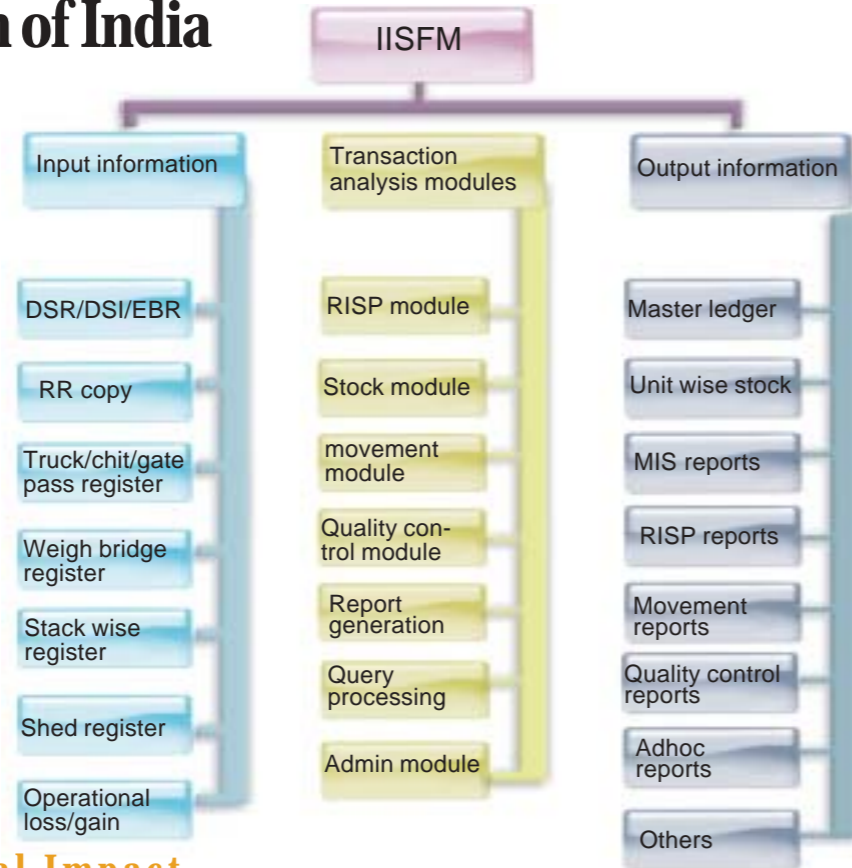 n of India
IISFM
Input information
DSR/DSI/EBR
RR copy
Truck/chit/gate
pass register
Weigh bridge
register
Stack wise
register
Shed register
Operational
loss/gain
Transaction
analysis modules
RISP module
Stock module
movement
module
Quality con-
trol module
Report
generation
Query
processing
Admin module
Output information
Master ledger
Unit wise stock
MIS reports
RISP reports
Movement
reports
Quality control
reports
Adhoc
reports
Others
al Impact